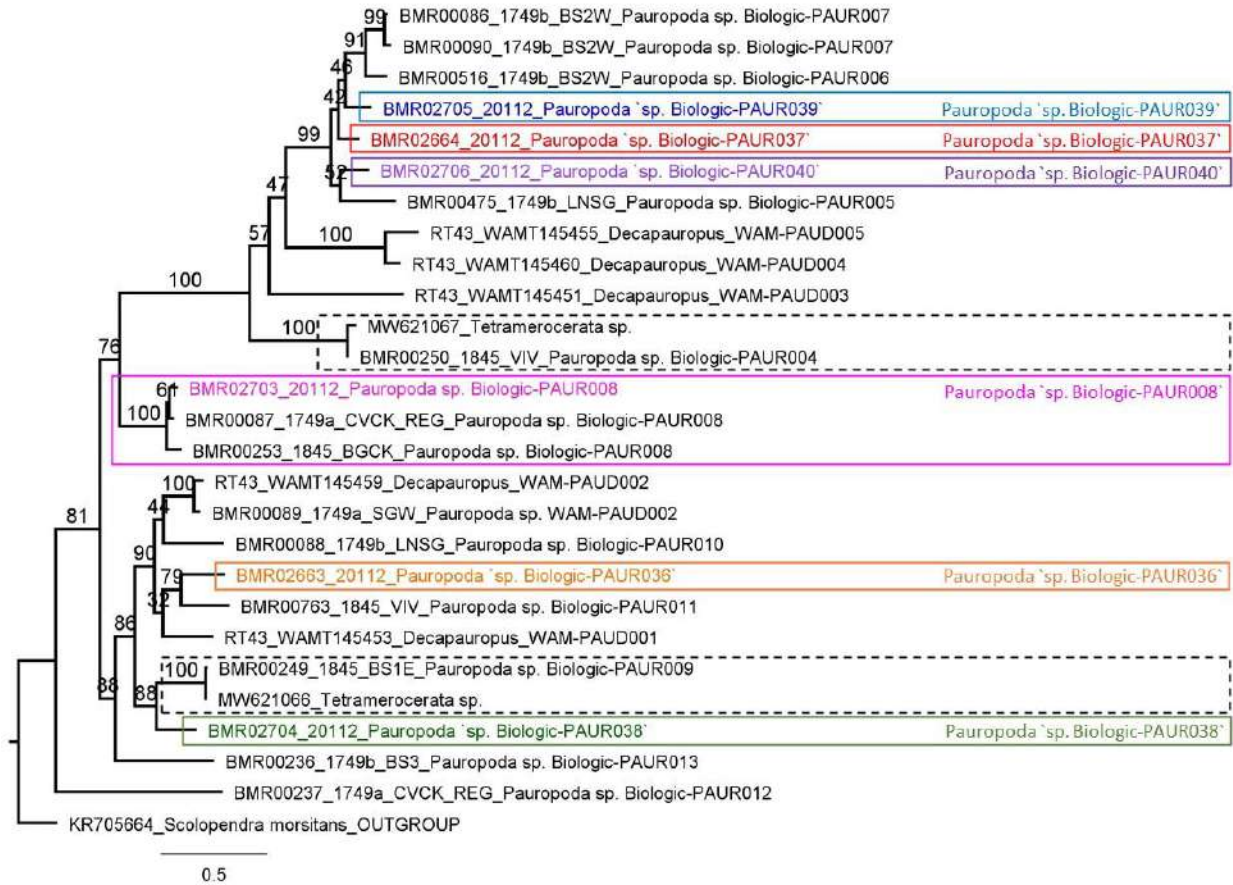 99
BMR00086_1749b_BS2W_Pauropoda sp. Biologic-PAUR007
91
BMR00090_1749b_BS2W_Pauropoda sp. Biologic-PAUR007
46
BMR00516_1749b_BS2W_Pauropoda sp. Biologic-PAUR006
42
BMR02705_20112_Pauropoda `sp. Biologic-PAUR039` Pauropoda `sp. Biologic-PAUR039`
99
BMR02664_20112_Pauropoda `sp. Biologic-PAUR037` Pauropoda `sp. Biologic-PAUR037`
52
BMR02706_20112_Pauropoda `sp. Biologic-PAUR040` Pauropoda `sp. Biologic-PAUR040`
47
BMR00475_1749b_LNSG_Pauropoda sp. Biologic-PAUR005
57
100
RT43_WAMT145455_Decapauropus_WAM-PAUD005
RT43_WAMT145460_Decapauropus_WAM-PAUD004
100
RT43_WAMT145451_Decapauropus_WAM-PAUD003
100
MW621067_Tetramerocerata sp.
76
BMR00250_1845_VIV_Pauropoda sp. Biologic-PAUR004
61
BMR02703_20112_Pauropoda sp. Biologic-PAUR008 Pauropoda `sp. Biologic-PAUR008`
100
BMR00087_1749a_CVCK_REG_Pauropoda sp. Biologic-PAUR008
BMR00253_1845_BGCK_Pauropoda sp. Biologic-PAUR008
100
RT43_WAMT145459_Decapauropus_WAM-PAUD002
81
44
BMR00089_1749a_SGW_Pauropoda sp. WAM-PAUD002
BMR00088_1749b_LNSG_Pauropoda sp. Biologic-PAUR010
90
79
BMR02663_20112_Pauropoda `sp. Biologic-PAUR036` Pauropoda `sp. Biologic-PAUR036`
32
BMR00763_1845_VIV_Pauropoda sp. Biologic-PAUR011
86
RT43_WAMT145453_Decapauropus_WAM-PAUD001
100
BMR00249_1845_BS1E_Pauropoda sp. Biologic-PAUR009
88
88
MW621066_Tetramerocerata sp.
BMR02704_20112_Pauropoda `sp. Biologic-PAUR038` Pauropoda `sp. Biologic-PAUR038`
BMR00236_1749b_BS3_Pauropoda sp. Biologic-PAUR013
BMR00237_1749a_CVCK_REG_Pauropoda sp. Biologic-PAUR012
KR705664_Scolopendra morsitans_OUTGROUP
0.5